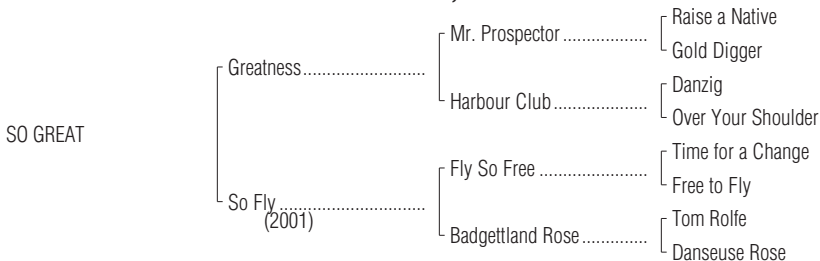 Raise a Native
Mr. Prospector ..................
Gold Digger
Greatness.........................
Danzig
Harbour Club ...................
Over Your Shoulder
SO GREAT
Time for a Change
Fly So Free ......................
Free to Fly
So Fly ..............................
(2001)
Tom Rolfe
Badgettland Rose .............
Danseuse Rose